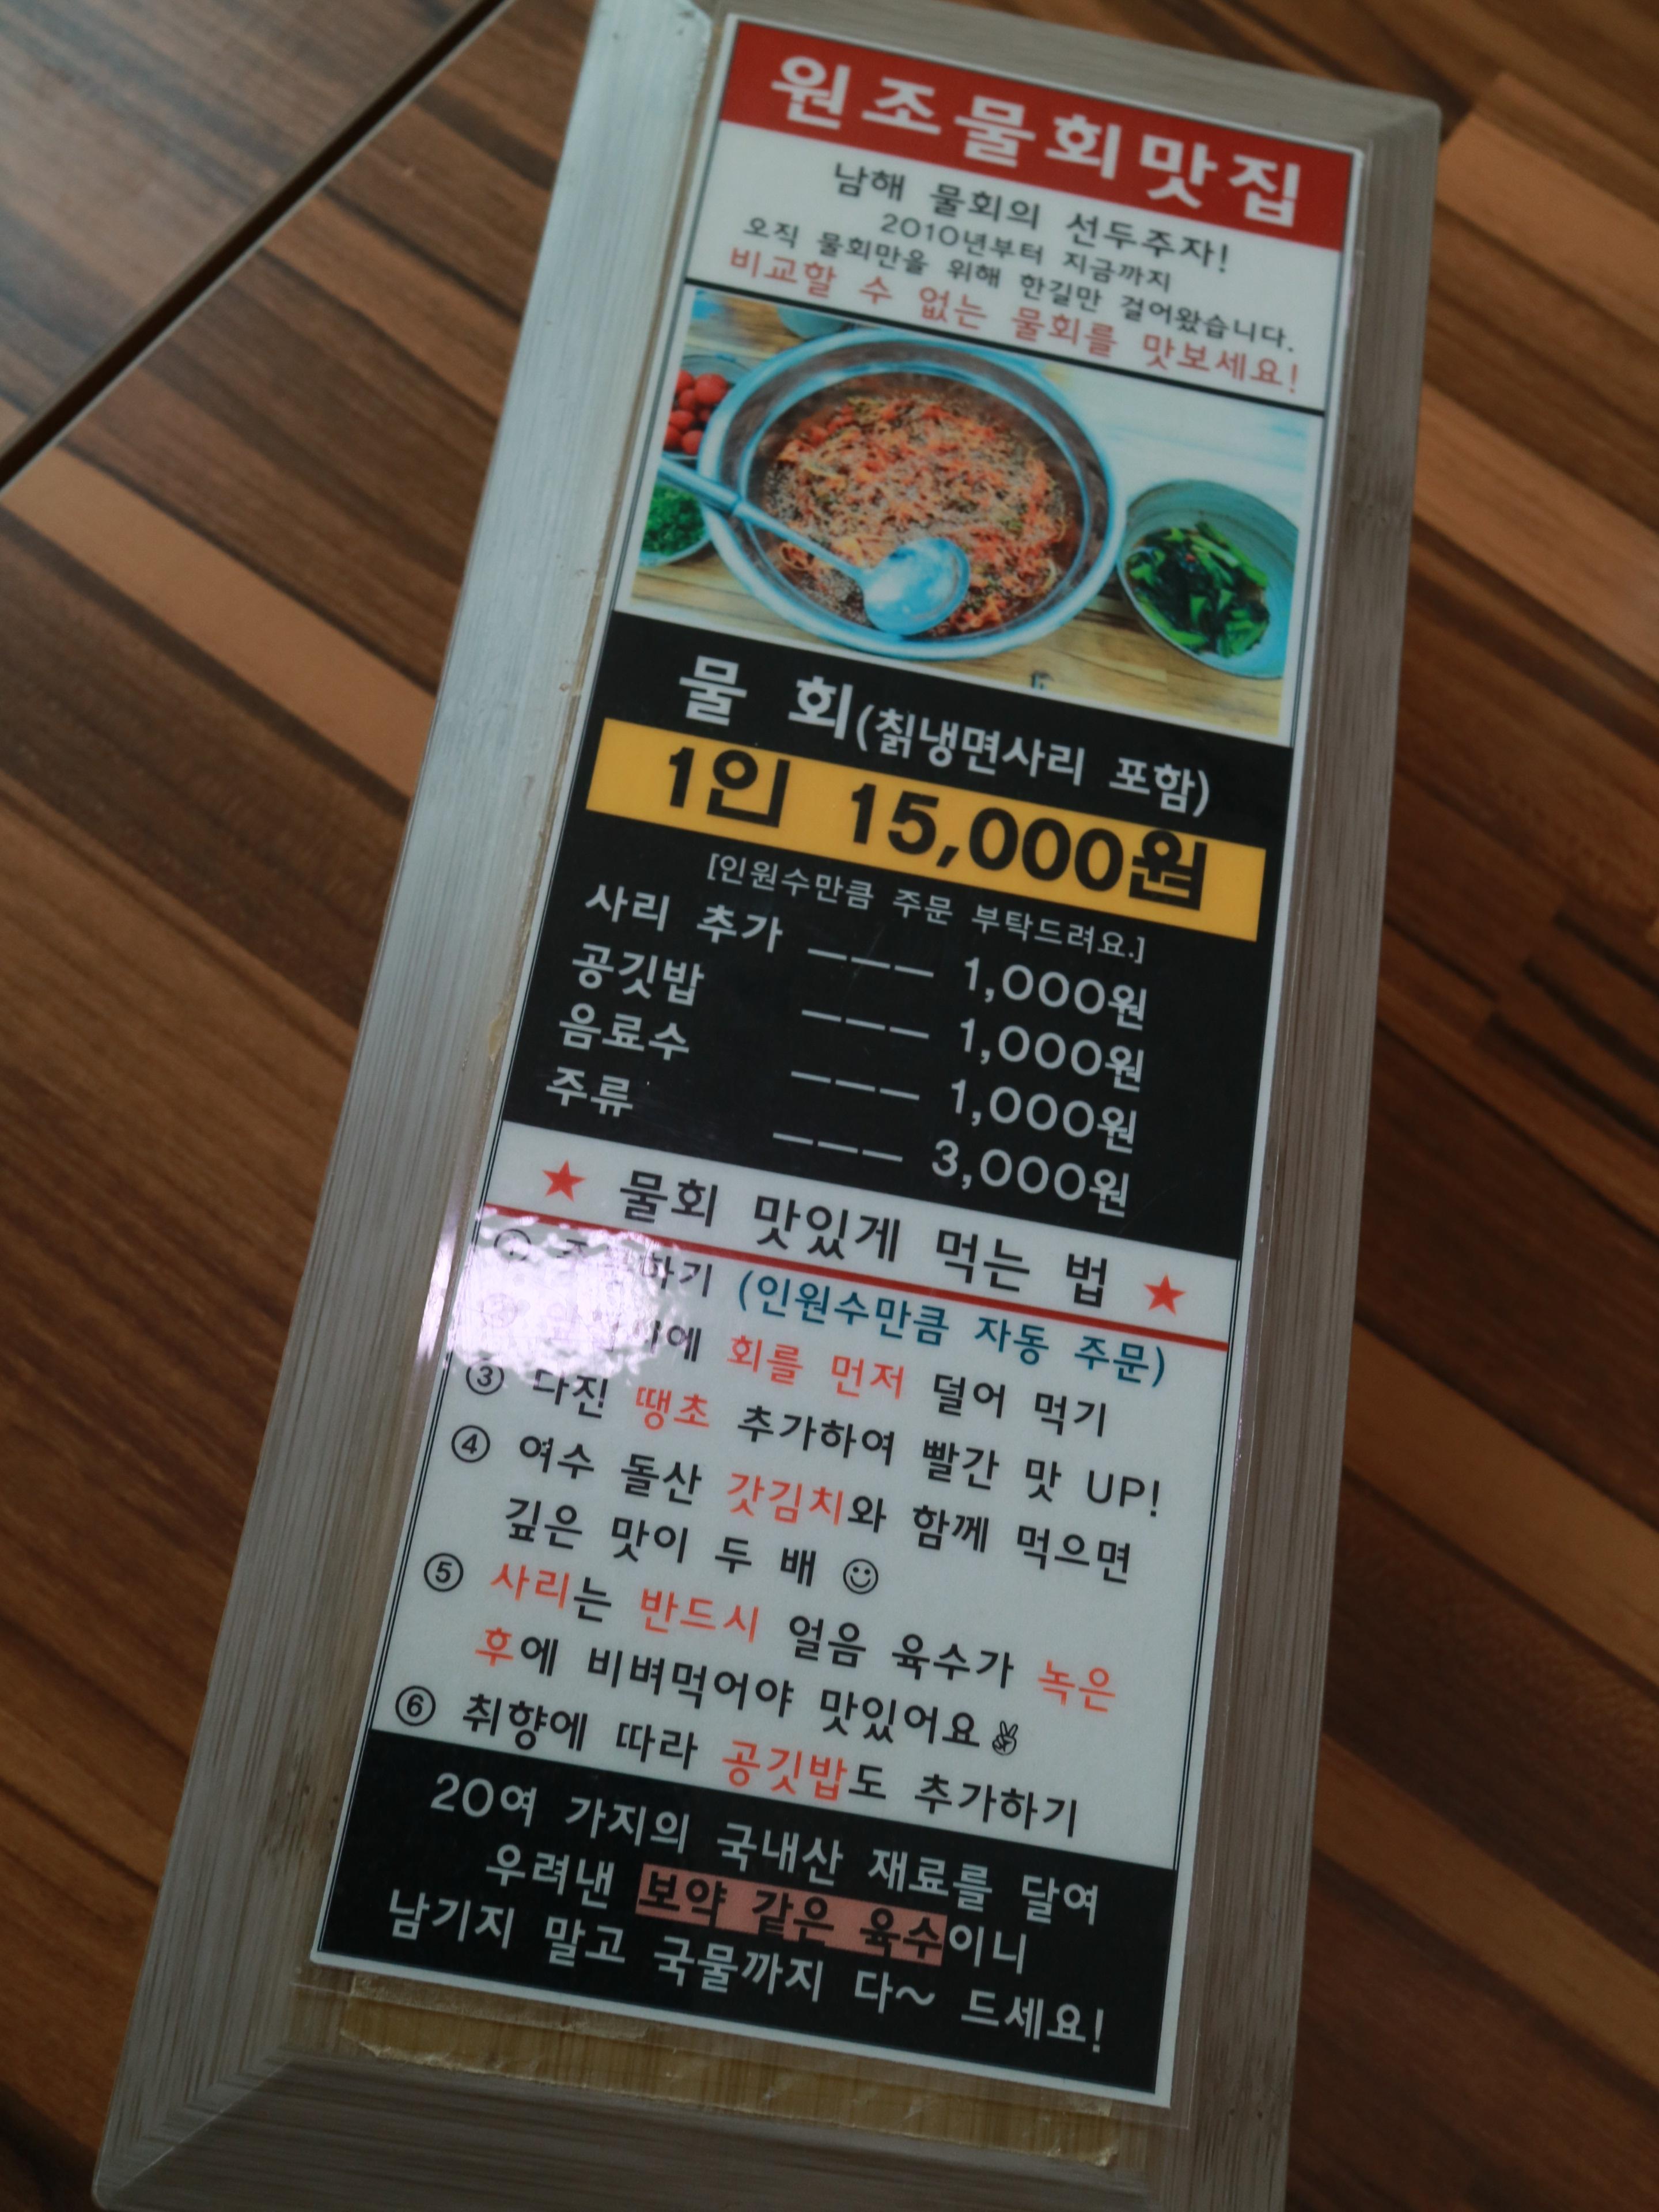 원조물회맛집
남해 물회의 선두주자!
2010년부터 지금까지
오직 물회만을 위해 한길만 걸어왔습니다.
비교할 수 없는 물회를 맛보세요!
물 회(칡냉면사리 포함)
1인 15,000원
[인원수만큼 주문 부탁드려요.]
사리 추가 --- 1,000원
공깃밥 --- 1,000원
음료수 --- 1,000원
주류 --- 3,000원
★ 물회 맛있게 먹는 법 ★
(인원수만큼 자동 주문)
회를 먼저 덜어 먹기
③ 다진 땡초 추가하여 빨간 맛 UP!
④ 여수 돌산 갓김치와 함께 먹으면
깊은 맛이 두 배 ☺
⑤ 사리는 반드시 얼음 육수가 녹은
후에 비벼먹어야 맛있어요✌
⑥ 취향에 따라 공깃밥도 추가하기
20여 가지의 국내산 재료를 달여
우려낸 보약 같은 육수이니
남기지 말고 국물까지 다~ 드세요!